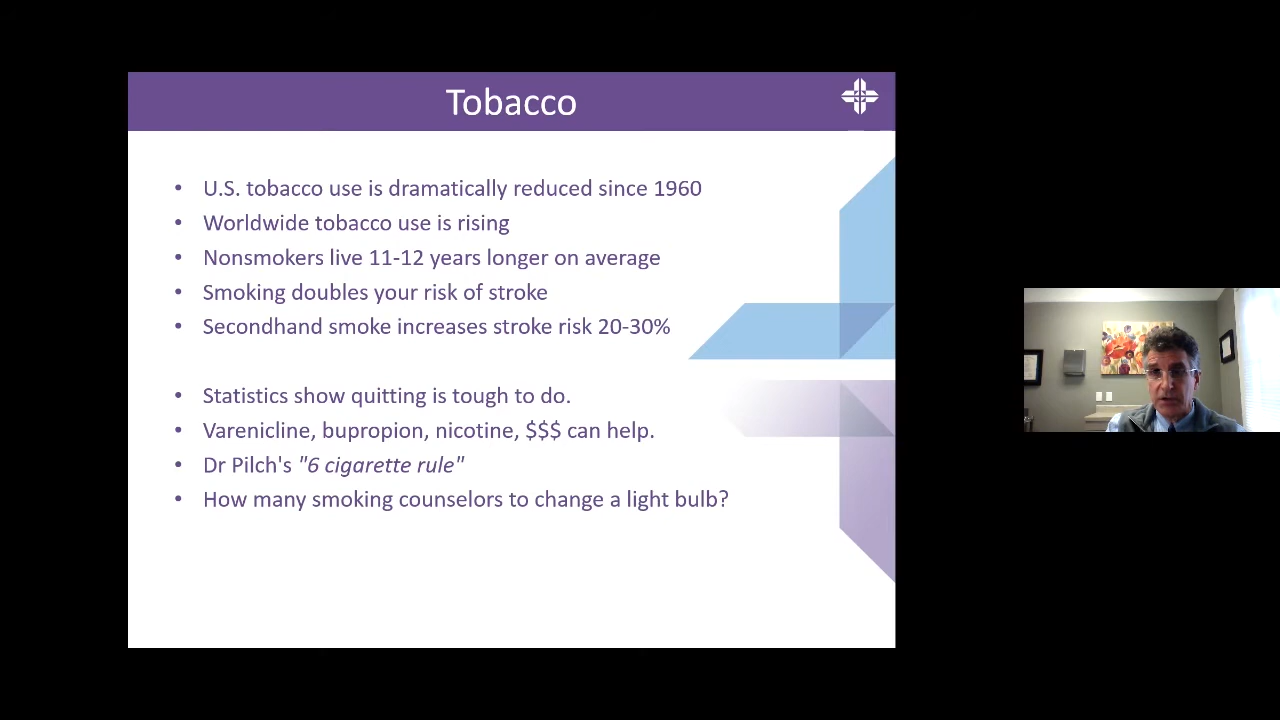 Tobacco
• U.S. tobacco use is dramatically reduced since 1960
• Worldwide tobacco use is rising
• Nonsmokers live 11-12 years longer on average
• Smoking doubles your risk of stroke
• Secondhand smoke increases stroke risk 20-30%
• Statistics show quitting is tough to do.
• Varenicline, bupropion, nicotine, $$$ can help.
• Dr Pilch's "6 cigarette rule"
• How many smoking counselors to change a light bulb?